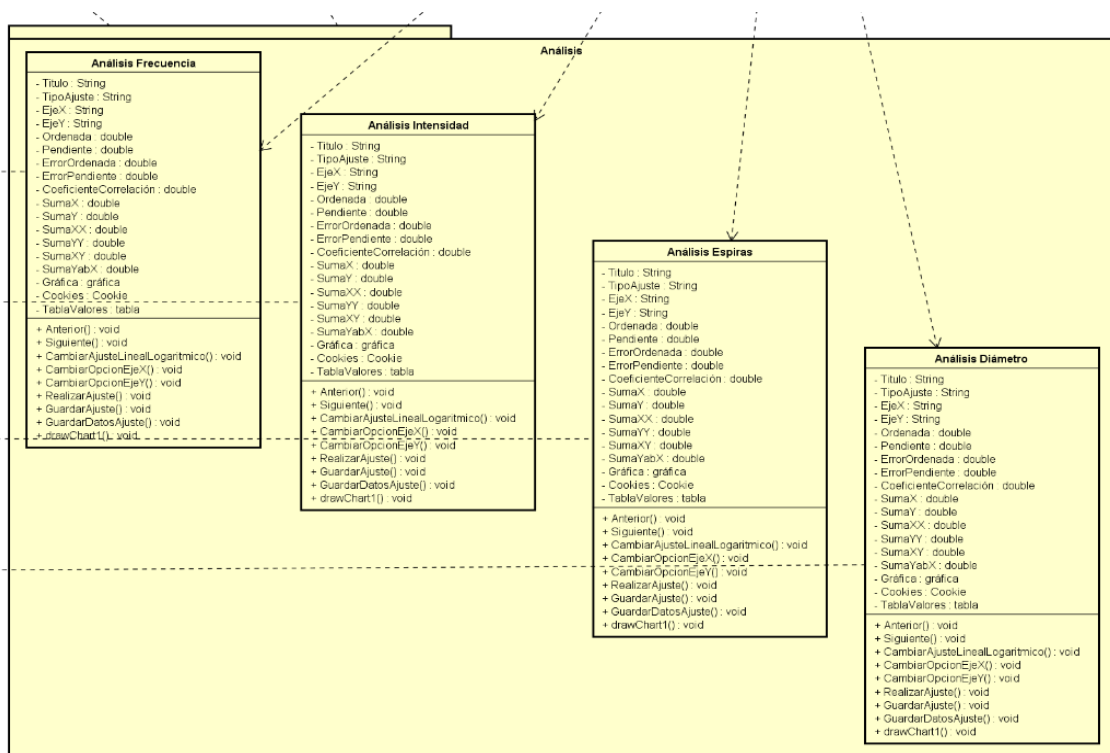 Análisis
Análisis Frecuencia
- Titulo : String
- TipoAjuste : String
- EjeX : String
- EjeY : String
- Ordenada : double
- Pendiente : double
- ErrorOrdenada : double
- ErrorPendiente : double
- CoeficienteCorrelación : double
- SumaX : double
- SumaY : double
- SumaXX : double
- SumaYY : double
- SumaXY : double
- SumaYabX : double
- Gráfica : gráfica
- Cookies : Cookie
- TablaValores : tabla
+ Anterior() : void
+ Siguiente() : void
+ CambiarAjusteLinealLogaritmico() : void
+ CambiarOpcionEjeX() : void
+ CambiarOpcionEjeY() : void
+ RealizarAjuste() : void
+ GuardarAjuste() : void
+ GuardarDatosAjuste() : void
+ drawChart1() : void
Análisis Intensidad
- Titulo : String
- TipoAjuste : String
- EjeX : String
- EjeY : String
- Ordenada : double
- Pendiente : double
- ErrorOrdenada : double
- ErrorPendiente : double
- CoeficienteCorrelación : double
- SumaX : double
- SumaY : double
- SumaXX : double
- SumaYY : double
- SumaXY : double
- SumaYabX : double
- Gráfica : gráfica
- Cookies : Cookie
- TablaValores : tabla
+ Anterior() : void
+ Siguiente() : void
+ CambiarAjusteLinealLogaritmico() : void
+ CambiarOpcionEjeX() : void
+ CambiarOpcionEjeY() : void
+ RealizarAjuste() : void
+ GuardarAjuste() : void
+ GuardarDatosAjuste() : void
+ drawChart1() : void
Análisis Espiras
- Titulo : String
- TipoAjuste : String
- EjeX : String
- EjeY : String
- Ordenada : double
- Pendiente : double
- ErrorOrdenada : double
- ErrorPendiente : double
- CoeficienteCorrelación : double
- SumaX : double
- SumaY : double
- SumaXX : double
- SumaYY : double
- SumaXY : double
- SumaYabX : double
- Gráfica : gráfica
- Cookies : Cookie
- TablaValores : tabla
+ Anterior() : void
+ Siguiente() : void
+ CambiarAjusteLinealLogaritmico() : void
+ CambiarOpcionEjeX() : void
+ CambiarOpcionEjeY() : void
+ RealizarAjuste() : void
+ GuardarAjuste() : void
+ GuardarDatosAjuste() : void
+ drawChart1() : void
Análisis Diámetro
- Titulo : String
- TipoAjuste : String
- EjeX : String
- EjeY : String
- Ordenada : double
- Pendiente : double
- ErrorOrdenada : double
- ErrorPendiente : double
- CoeficienteCorrelación : double
- SumaX : double
- SumaY : double
- SumaXX : double
- SumaYY : double
- SumaXY : double
- SumaYabX : double
- Gráfica : gráfica
- Cookies : Cookie
- TablaValores : tabla
+ Anterior() : void
+ Siguiente() : void
+ CambiarAjusteLinealLogaritmico() : void
+ CambiarOpcionEjeX() : void
+ CambiarOpcionEjeY() : void
+ RealizarAjuste() : void
+ GuardarAjuste() : void
+ GuardarDatosAjuste() : void
+ drawChart1() : void